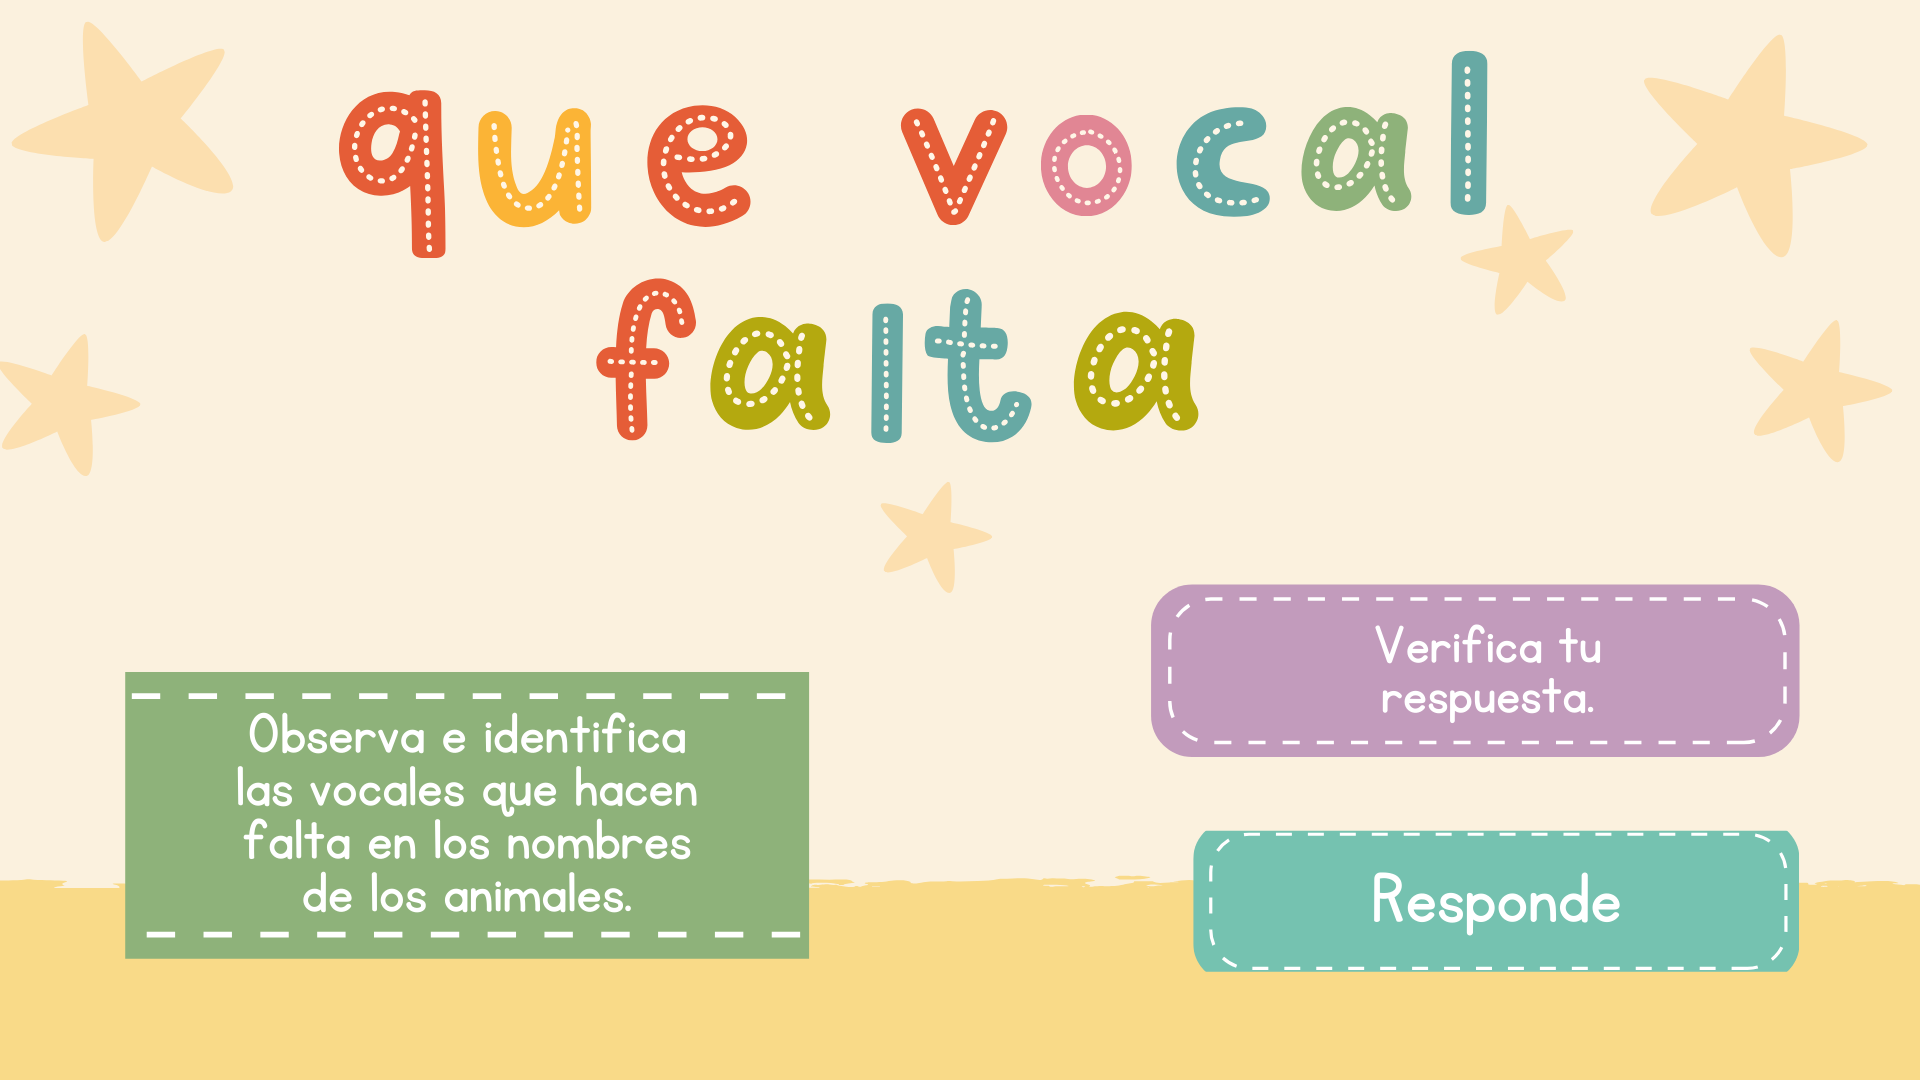 que vocal
falta
Verifica tu
respuesta.
Observa e identifica
las vocales que hacen
falta en los nombres
de los animales.
Responde